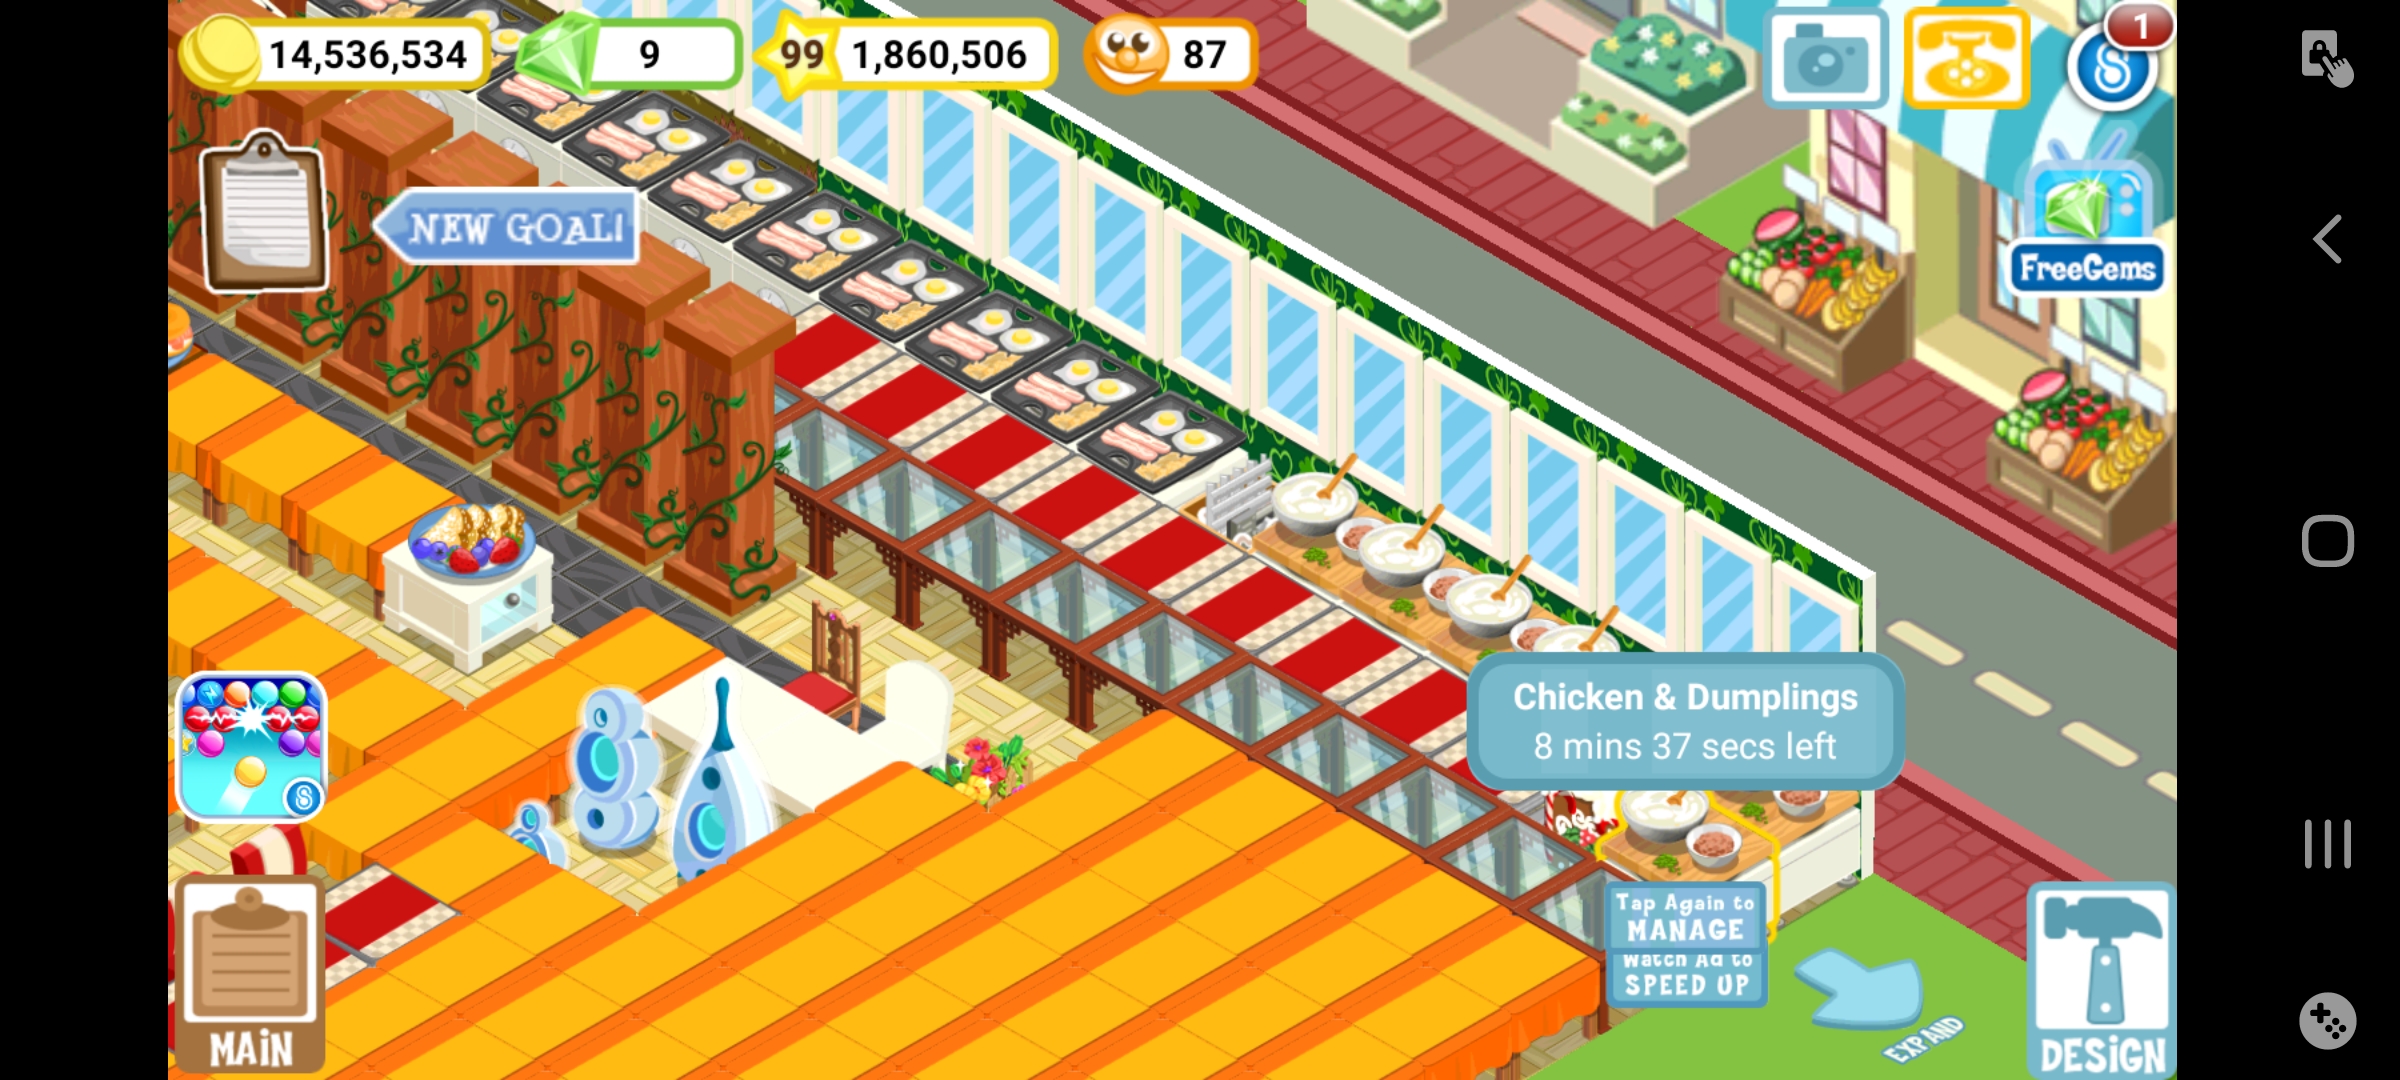 14,536,534
9
99
1,860,506
87
1
NEW GOAL!
FreeGems
Chicken & Dumplings
8 mins 37 secs left
Tap Again to
MANAGE
Watch Ad to
SPEED UP
EXPAND
MAiN
DESiGN